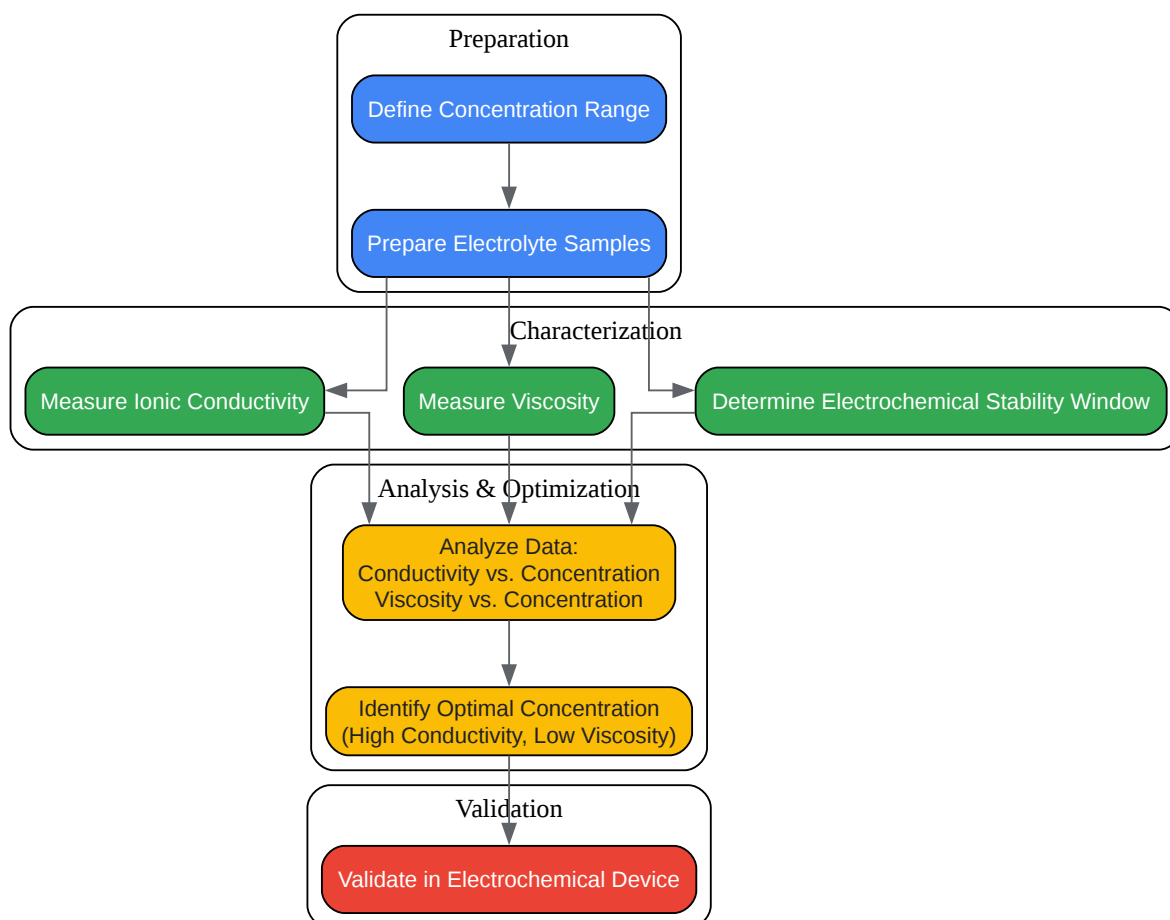 Preparation
Define Concentration Range
Prepare Electrolyte Samples
Characterization
Measure Ionic Conductivity
Measure Viscosity
Determine Electrochemical Stability Window
Analysis & Optimization
Analyze Data:
Conductivity vs. Concentration
Viscosity vs. Concentration
Identify Optimal Concentration
(High Conductivity, Low Viscosity)
Validation
Validate in Electrochemical Device